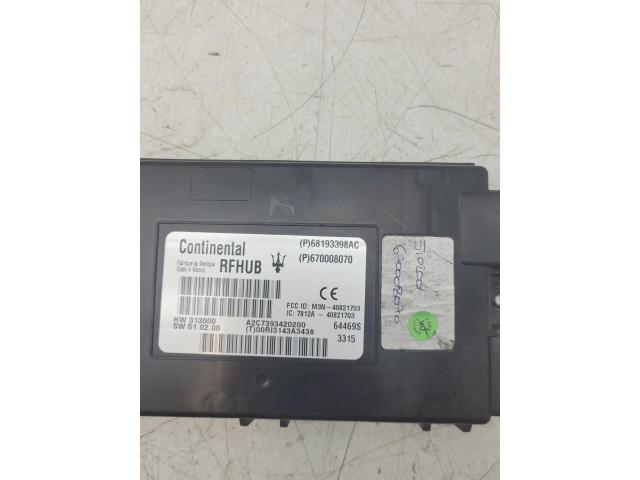 Continental
(P)68193398AC
Fabriqué au Mexique
Made in Mexico
RFHUB
(P)670008070
CE
FCC ID: M3N-40821703
IC: 7812A-40821703
HW 313000
A2C7393420200
64469S
SW 51.02.00
(T)00RI3143A3438
3315
670008070